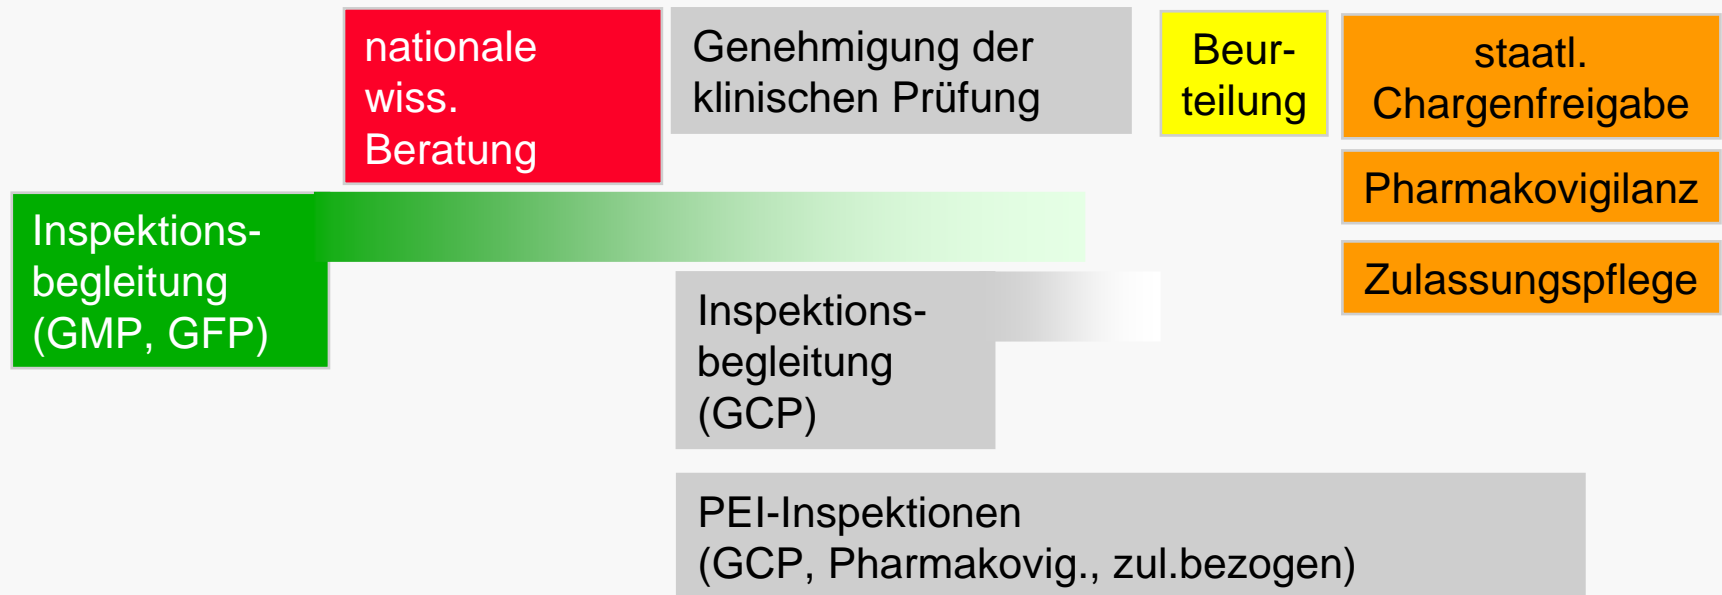 nationale
wiss.
Beratung
Genehmigung der
klinischen Prüfung
Beur-
teilung
staatl.
Chargenfreigabe
Pharmakovigilanz
Zulassungspflege
Inspektions-
begleitung
(GMP, GFP)
Inspektions-
begleitung
(GCP)
PEI-Inspektionen
(GCP, Pharmakovig., zul.bezogen)